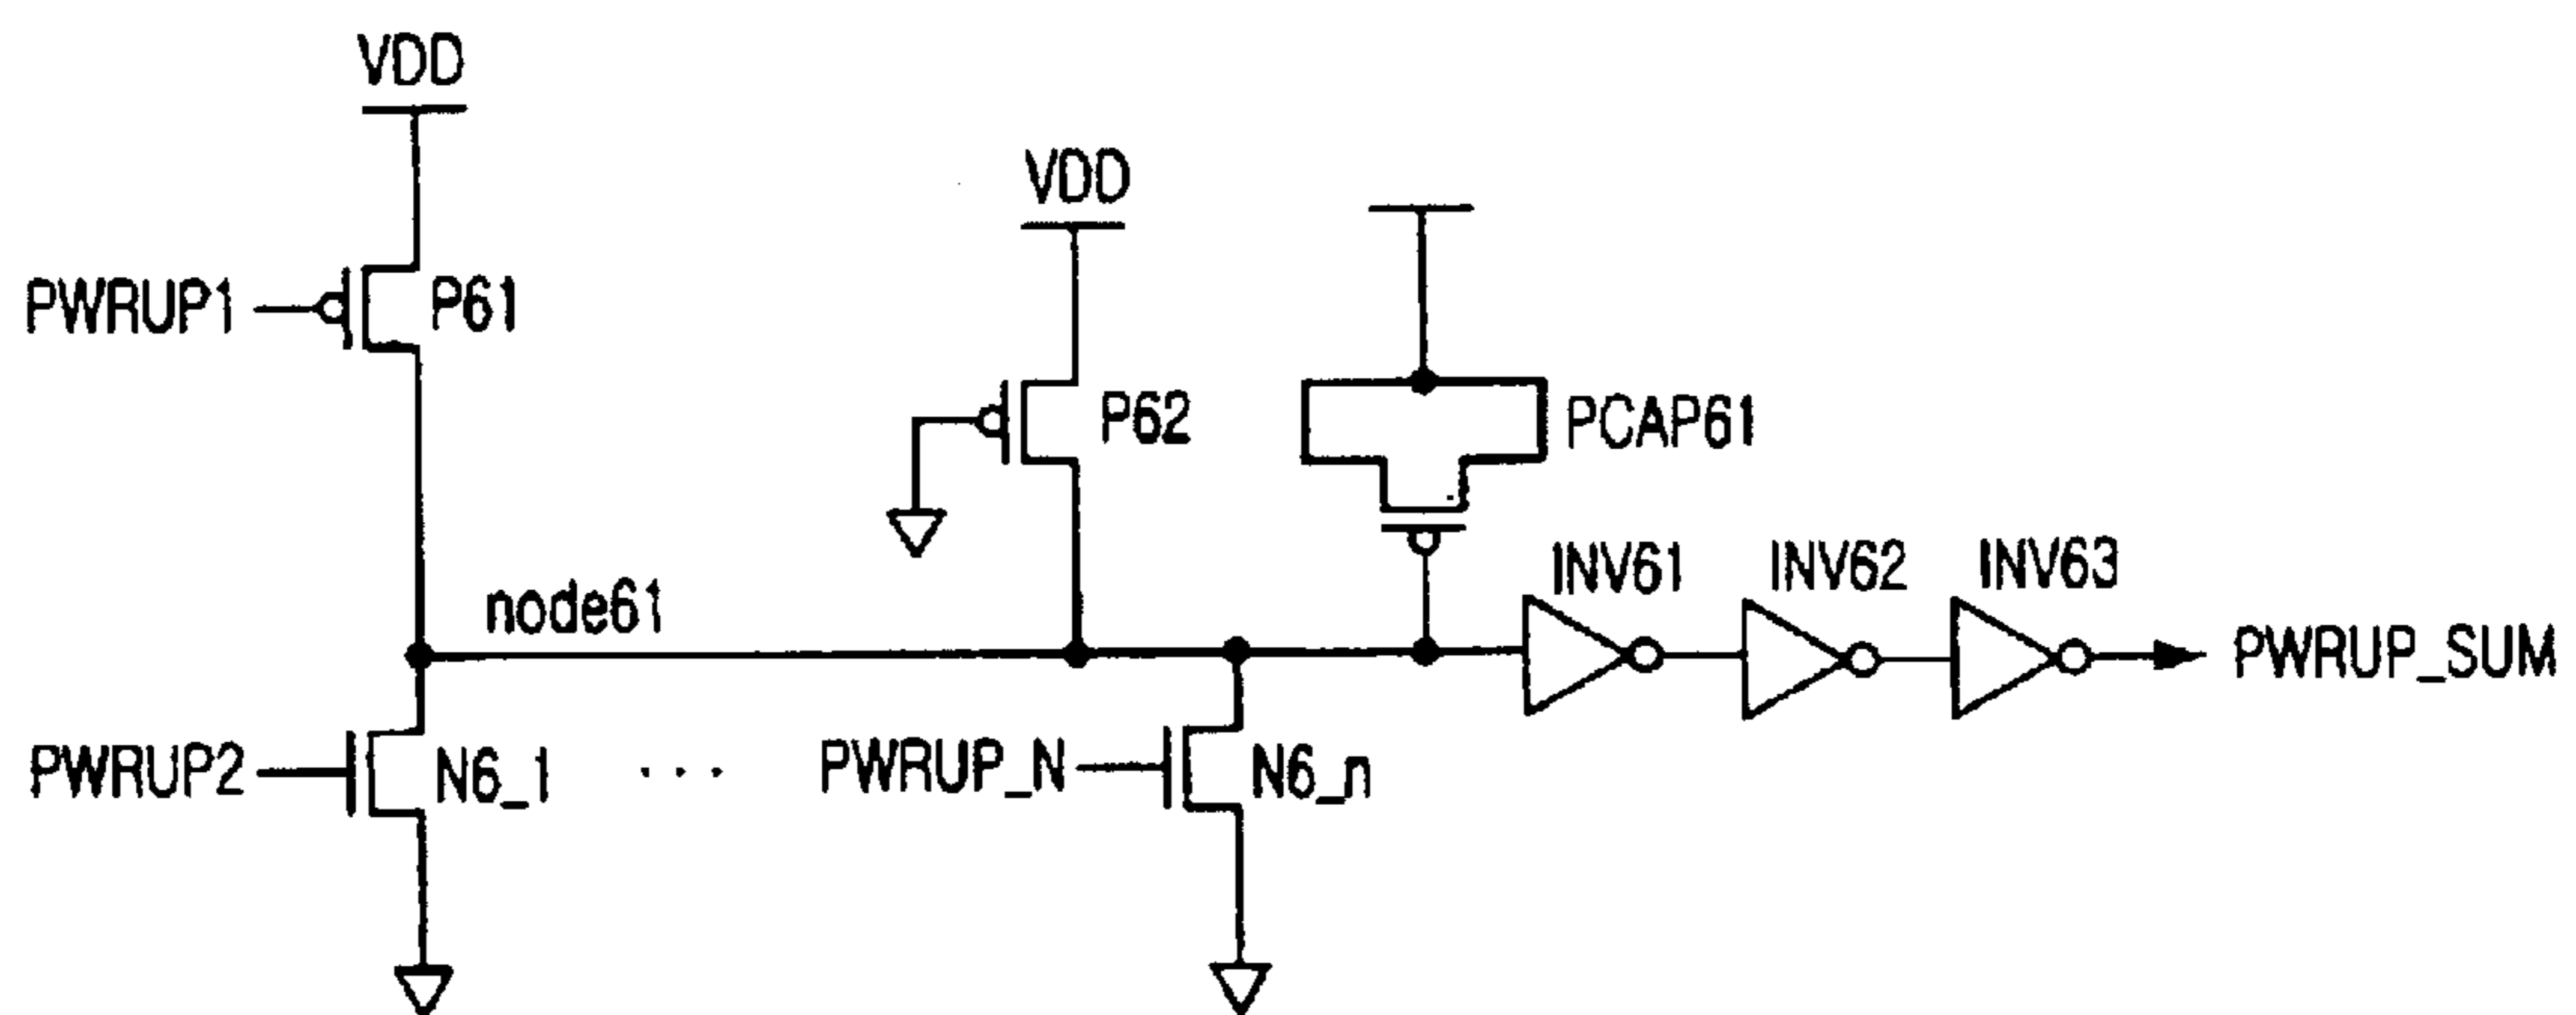 VDD
VDD
PWRUP1
P61
P62
PCAP61
node61
INV61
INV62
INV63
PWRUP_SUM
PWRUP2
N6_1
. . .
PWRUP_N
N6_n